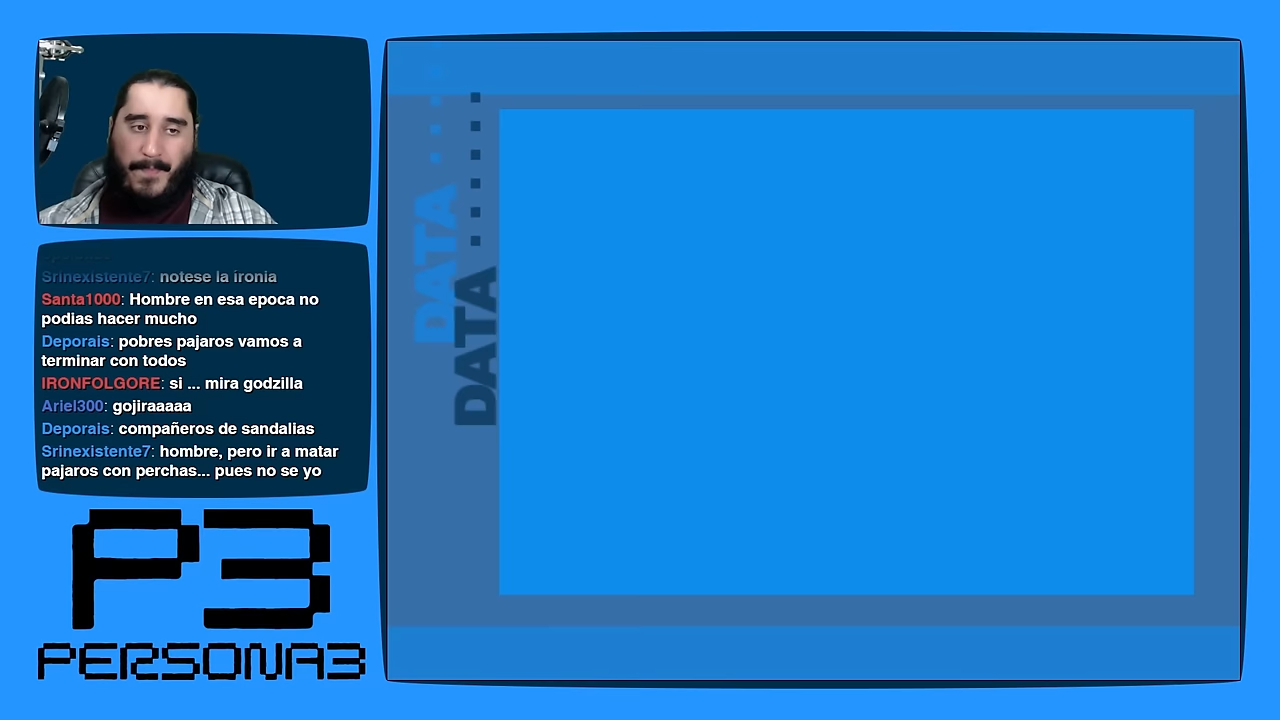 Srinexistente7: notese la ironia
Santa1000: Hombre en esa epoca no
podias hacer mucho
Deporais: pobres pajaros vamos a
terminar con todos
IRONFOLGORE: si ... mira godzilla
Ariel300: gojiraaaaa
Deporais: compañeros de sandalias
Srinexistente7: hombre, pero ir a matar
pajaros con perchas... pues no se yo
P3
PERSONA3
DATA ......
DATA ....